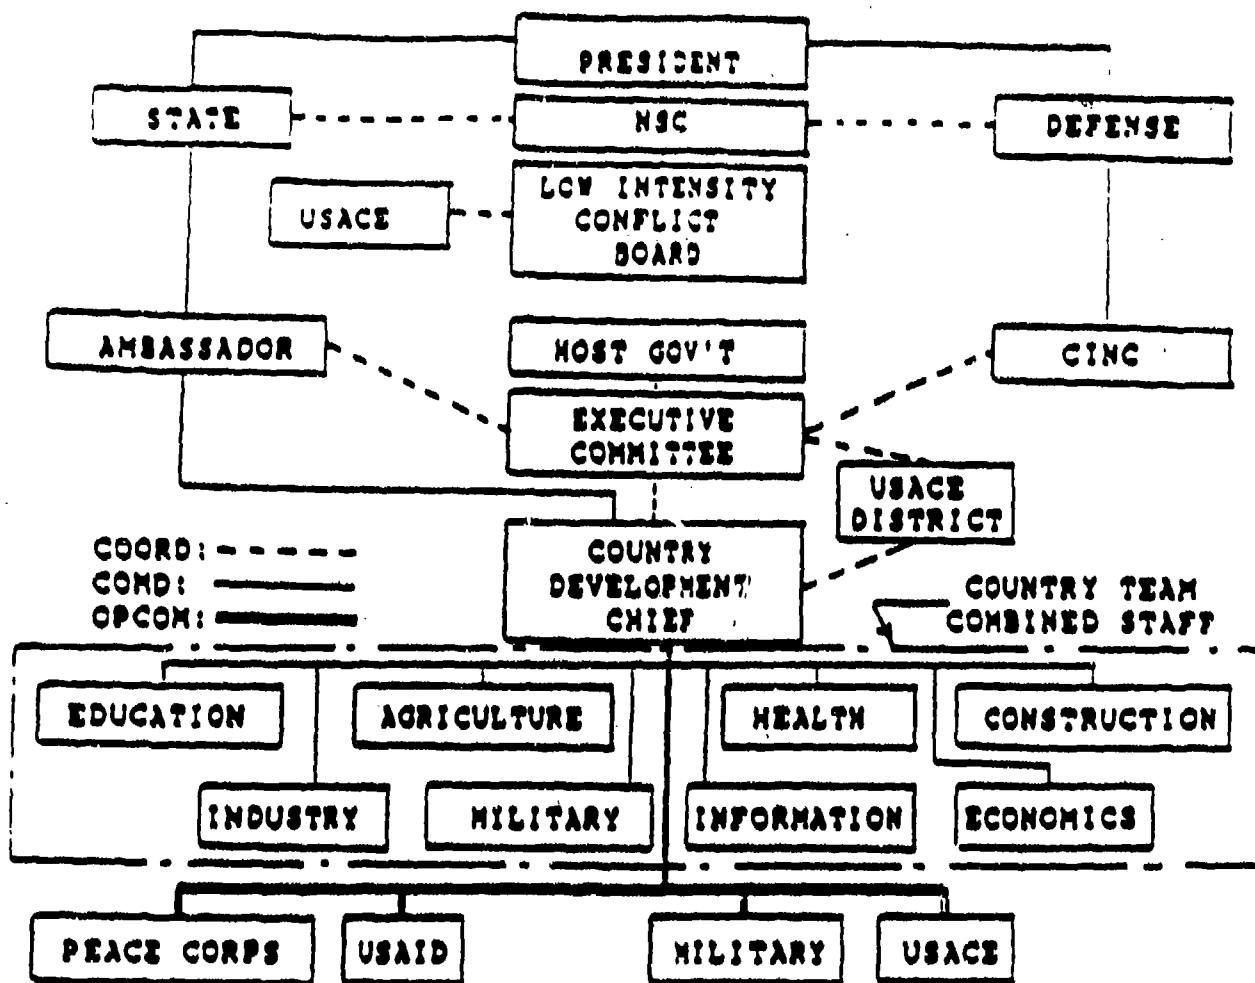 PRESIDENT
STATE
NSC
DEFENSE
USACE
LOW INTENSITY
CONFLICT
BOARD
AMBASSADOR
HOST GOV'T
CINC
EXECUTIVE
COMMITTEE
USACE
DISTRICT
COORD:
COMD:
OPCOM:
COUNTRY
DEVELOPMENT
CHIEF
COUNTRY TEAM
COMBINED STAFF
EDUCATION
AGRICULTURE
HEALTH
CONSTRUCTION
INDUSTRY
MILITARY
INFORMATION
ECONOMICS
PEACE CORPS
USAID
MILITARY
USACE